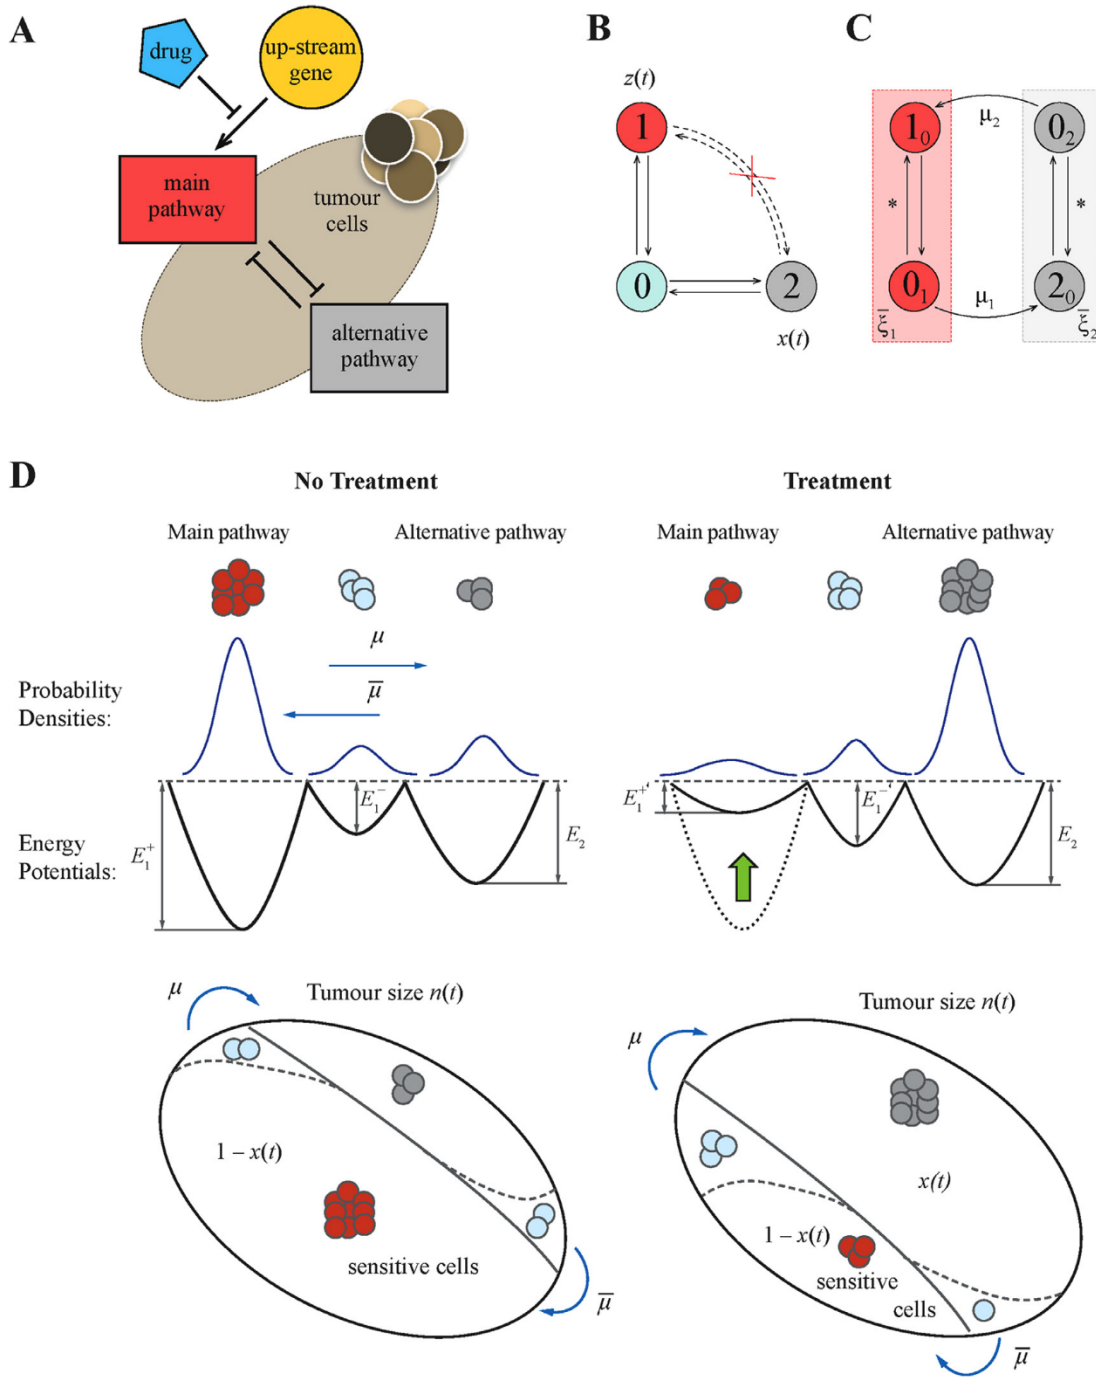 A
drug
up-stream
gene
main
pathway
tumour
cells
alternative
pathway
B
z(t)
1
0
2
x(t)
C
1₀
μ₂
0₂
*
*
0₁
μ₁
2₀
ξ̅₁
ξ̅₂
D
No Treatment
Treatment
Main pathway
Alternative pathway
Main pathway
Alternative pathway
μ
μ̅
Probability
Densities:
Energy
Potentials:
E₁⁺
E₁⁻
E₂
E₁⁺'
E₁⁻'
E₂
μ
Tumour size n(t)
1 – x(t)
sensitive cells
μ̅
Tumour size n(t)
μ
x(t)
1 – x(t)
sensitive
cells
μ̅